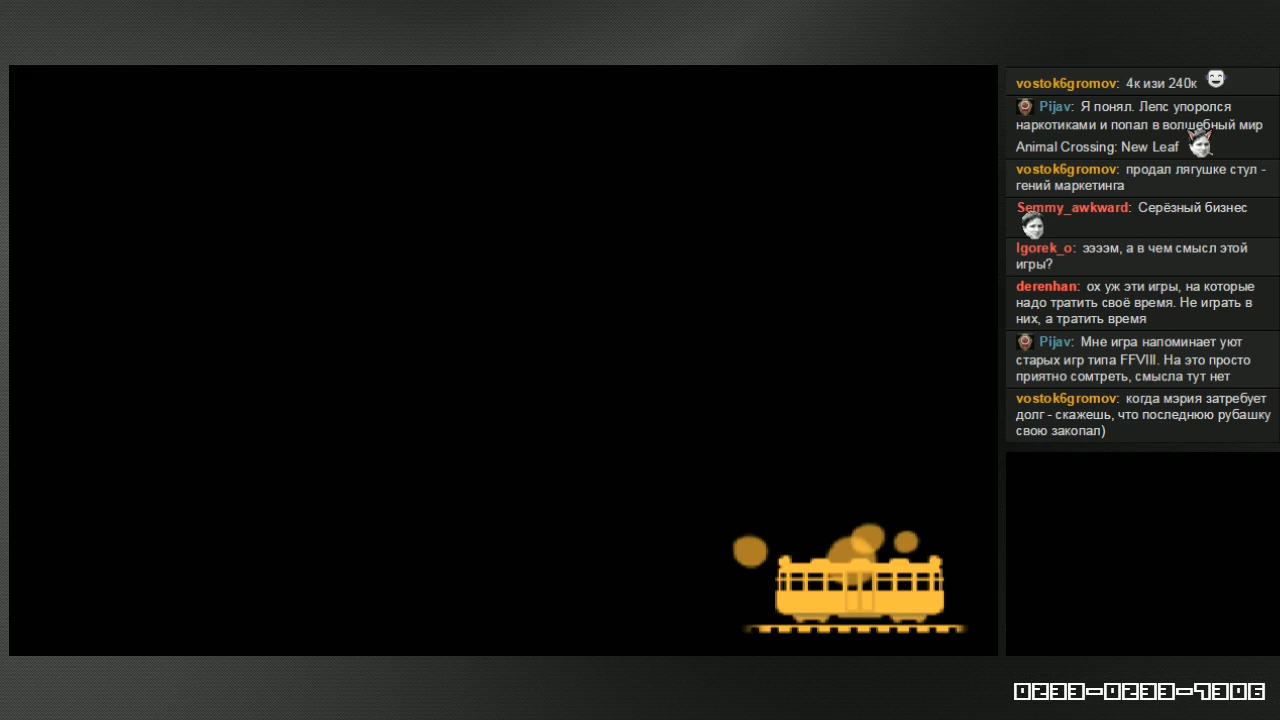 vostok6gromov: 4к изи 240к
Pijav: Я понял. Лепс упоролся
наркотиками и попал в волшебный мир
Animal Crossing: New Leaf
vostok6gromov: продал лягушке стул -
гений маркетинга
Semmy_awkward: Серёзный бизнес
Igorek_o: ээээм, а в чем смысл этой
игры?
derenhan: ох уж эти игры, на которые
надо тратить своё время. Не играть в
них, а тратить время
Pijav: Мне игра напоминает уют
старых игр типа FFVIII. На это просто
приятно сомтреть, смысла тут нет
vostok6gromov: когда мэрия затребует
долг - скажешь, что последнюю рубашку
свою закопал)
0233-0233-9306